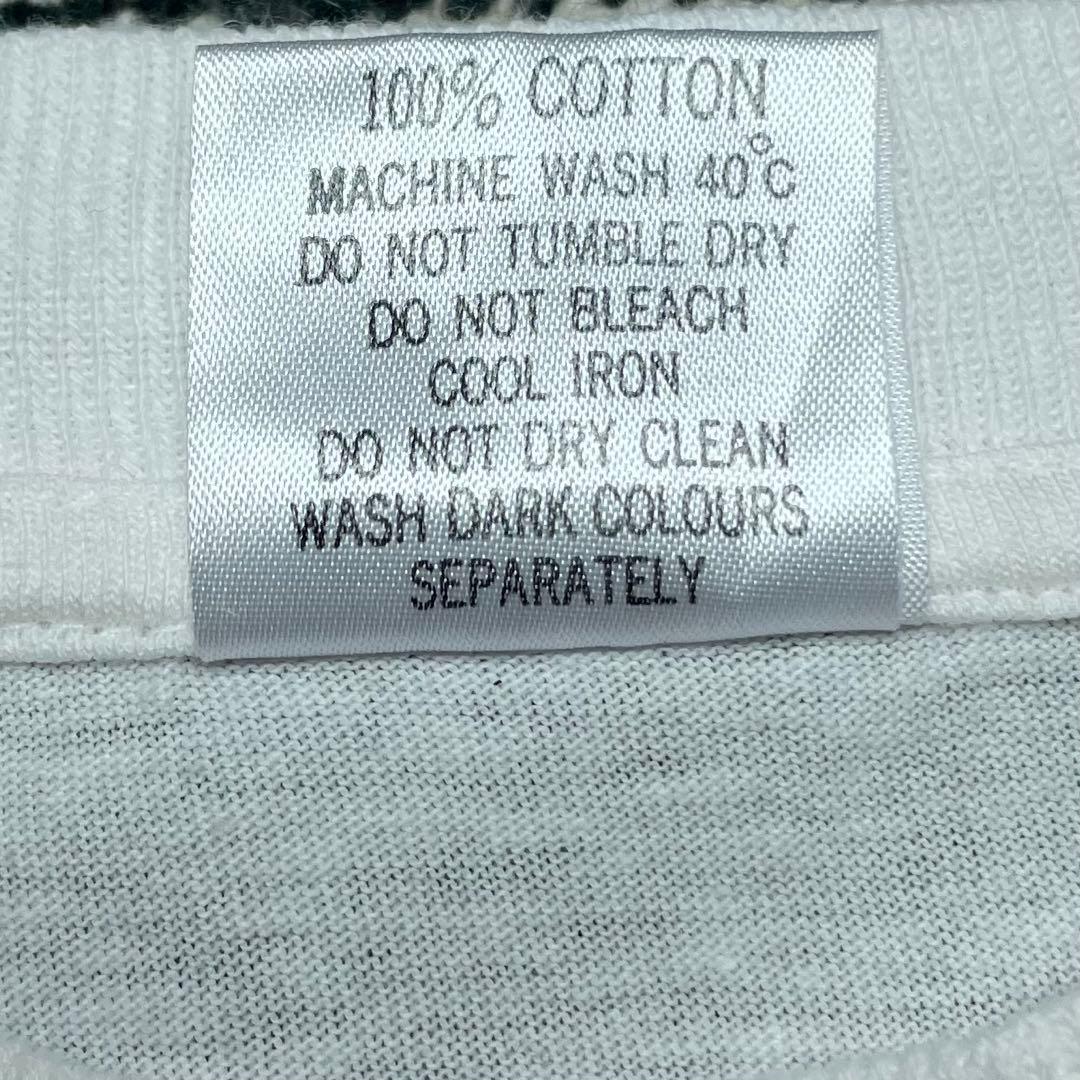 100% COTTON
MACHINE WASH 40°C
DO NOT TUMBLE DRY
DO NOT BLEACH
COOL IRON
DO NOT DRY CLEAN
WASH DARK COLOURS
SEPARATELY